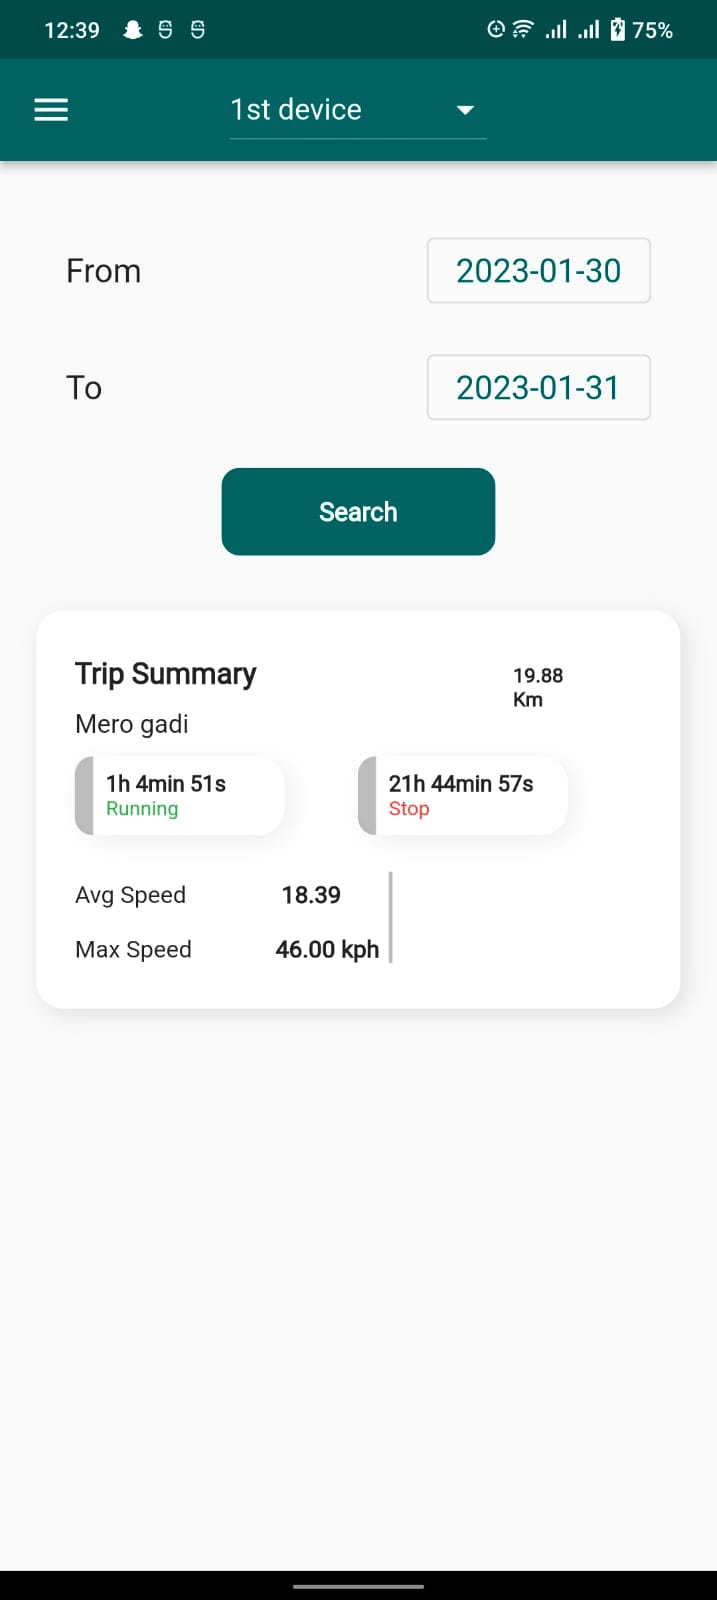 12:39 75%
1st device
From 2023-01-30
To 2023-01-31
Search
Trip Summary 19.88
Km
Mero gadi
1h 4min 51s 21h 44min 57s
Running Stop
Avg Speed 18.39
Max Speed 46.00 kph